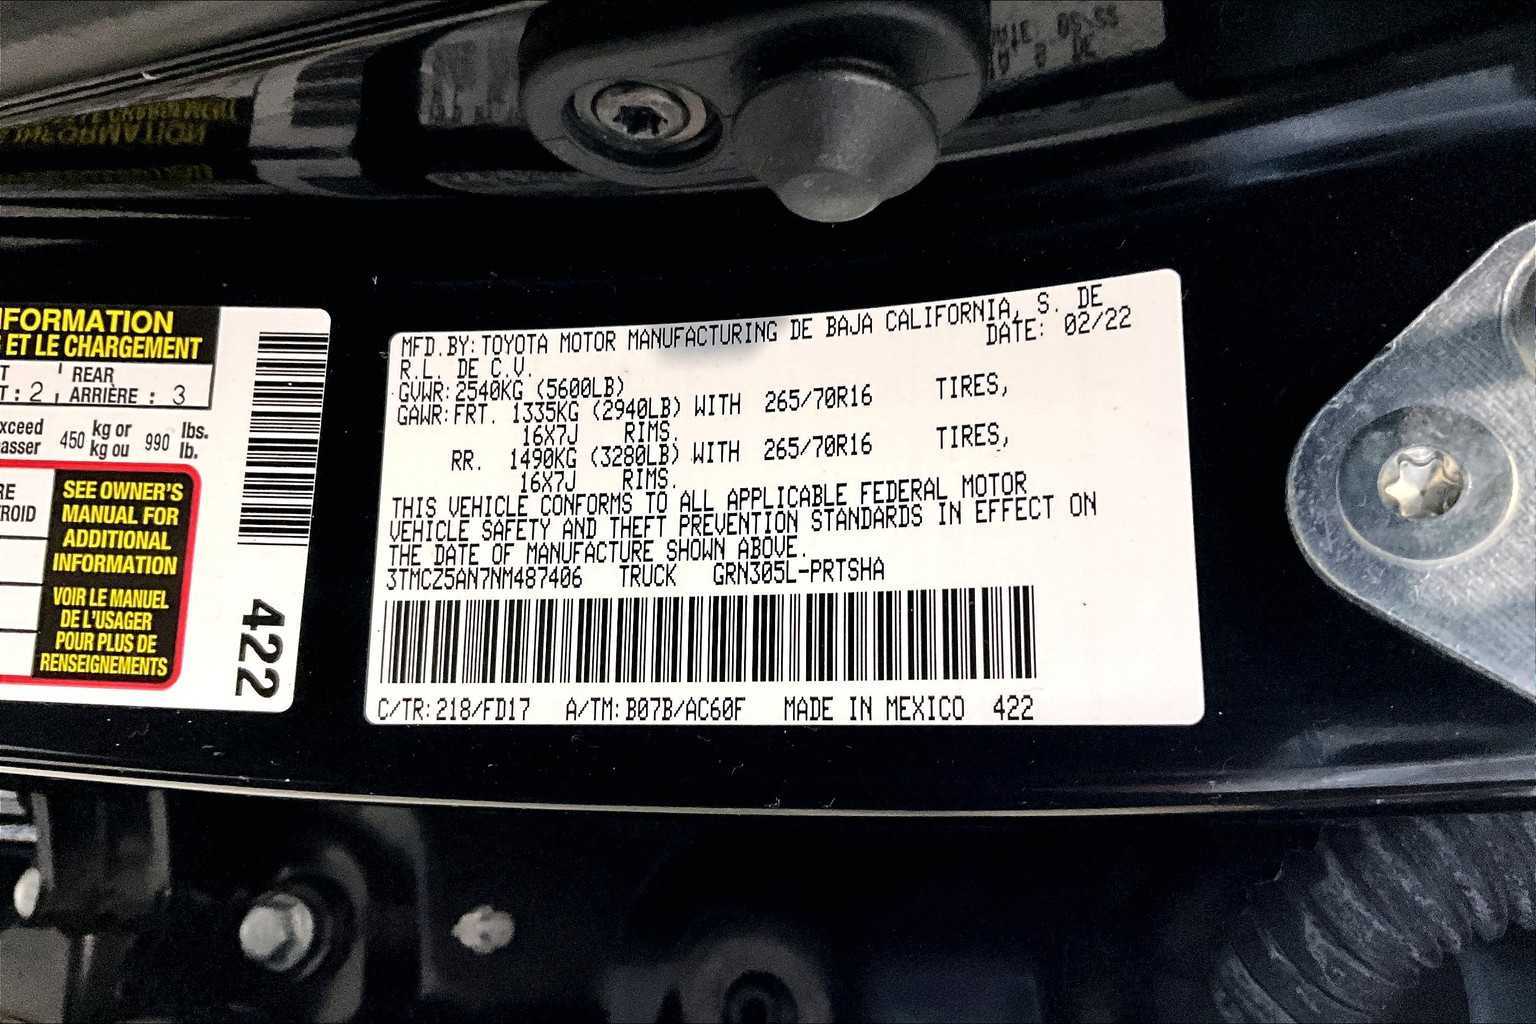 INFORMATION
ET LE CHARGEMENT
REAR
: 2 ARRIÈRE : 3
kg or lbs.
450 kg ou 990 lb.
SEE OWNER'S
MANUAL FOR
ADDITIONAL
INFORMATION
VOIR LE MANUEL
DE L'USAGER
POUR PLUS DE
RENSEIGNEMENTS
422
MFD.BY: TOYOTA MOTOR MANUFACTURING DE BAJA CALIFORNIA, S. DE
R.L. DE C.V. DATE: 02/22
GVWR: 2540KG (5600LB)
GAWR: FRT. 1335KG (2940LB) WITH 265/70R16 TIRES,
16X7J RIMS.
RR. 1490KG (3280LB) WITH 265/70R16 TIRES,
16X7J RIMS.
THIS VEHICLE CONFORMS TO ALL APPLICABLE FEDERAL MOTOR
VEHICLE SAFETY AND THEFT PREVENTION STANDARDS IN EFFECT ON
THE DATE OF MANUFACTURE SHOWN ABOVE.
3TMCZ5AN7NM487406 TRUCK GRN305L-PRTSHA
C/TR: 218/FD17 A/TM: B07B/AC60F MADE IN MEXICO 422